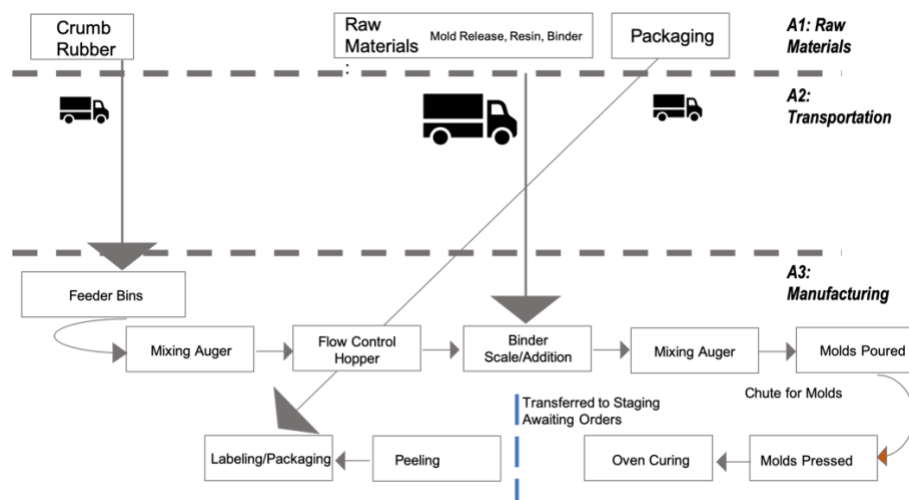 Crumb
Rubber
Raw
Materials
:
Mold Release, Resin, Binder
Packaging
A1: Raw
Materials
A2:
Transportation
A3:
Manufacturing
Feeder Bins
Mixing Auger
Flow Control
Hopper
Binder
Scale/Addition
Mixing Auger
Molds Poured
Chute for Molds
Transferred to Staging
Awaiting Orders
Labeling/Packaging
Peeling
Oven Curing
Molds Pressed